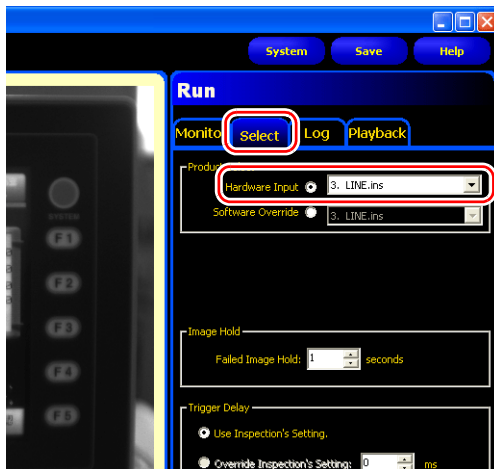 System Save Help
Run
Monito Select Log Playback
Produc
Hardware Input 3. LINE.ins
Software Override 3. LINE.ins
SYSTEM
F1
F2
F3
F4
F5
Image Hold
Failed Image Hold: 1 seconds
Trigger Delay
Use Inspection's Setting.
Override Inspection's Setting: 0 ms